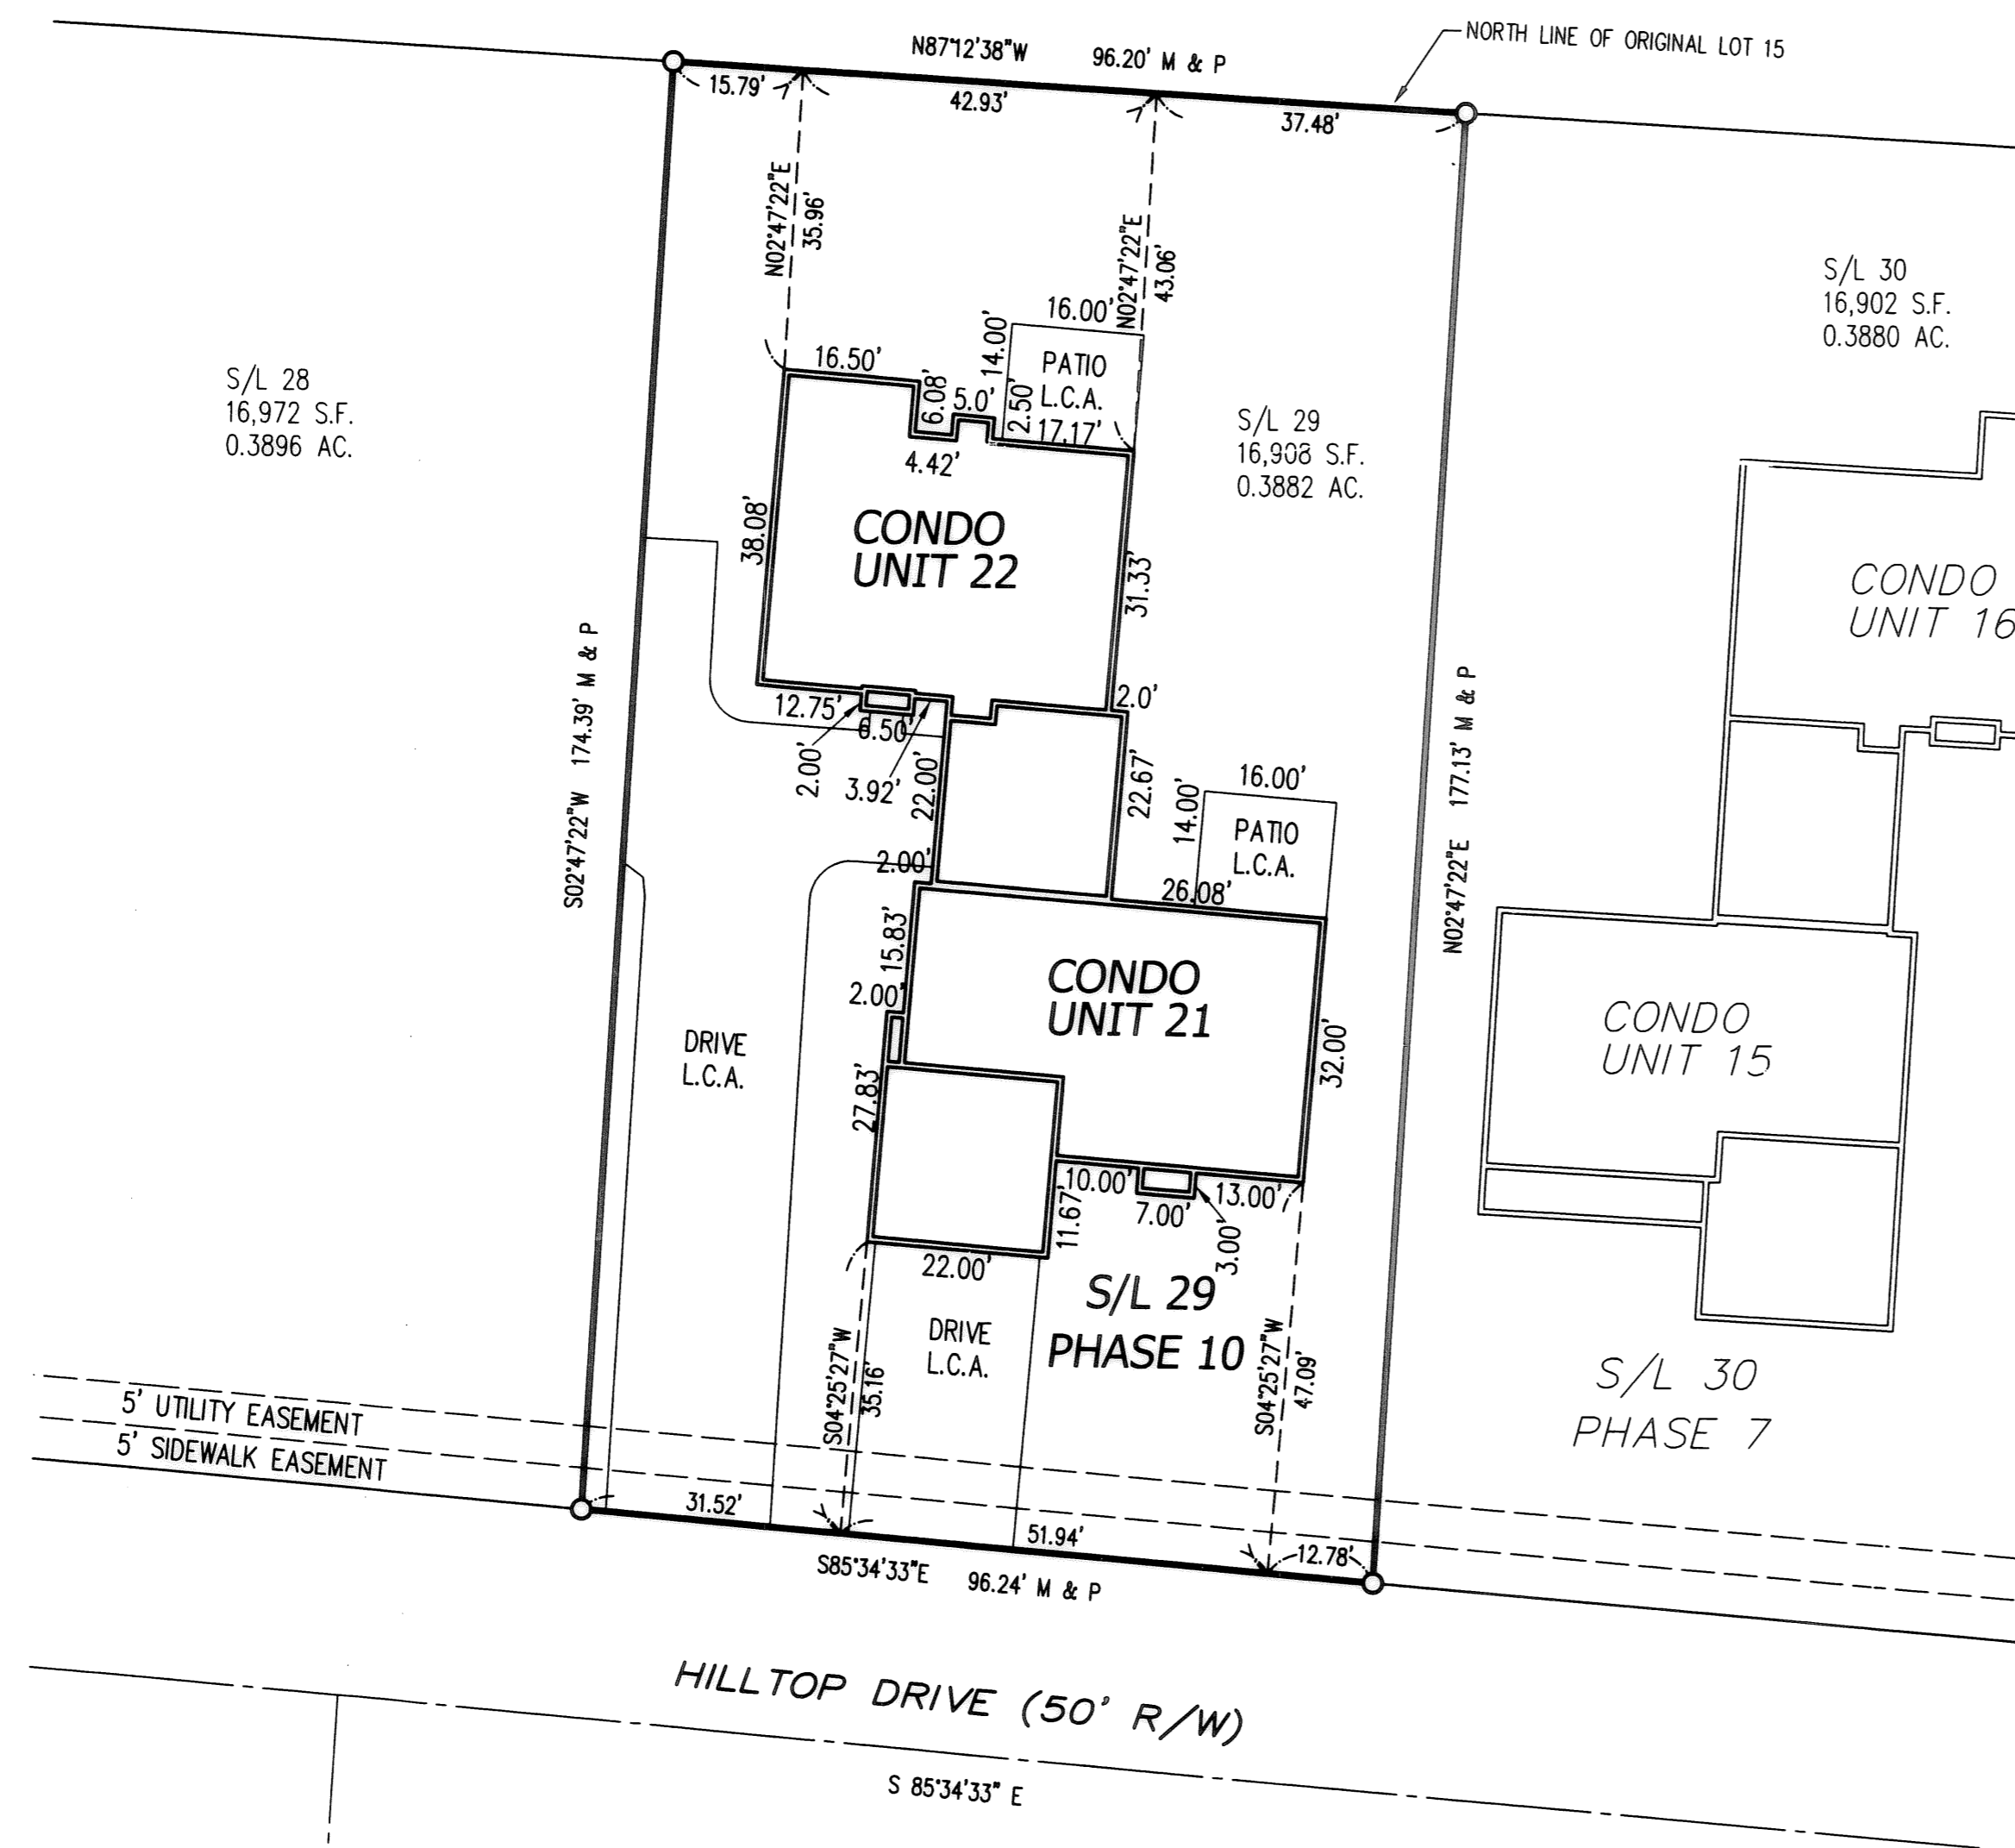 NORTH LINE OF ORIGINAL LOT 15
N87°12'38"W 96.20' M & P
15.79'
42.93'
37.48'
N02°47'22"E
35.96'
N02°47'22"E
43.06'
S/L 30
16,902 S.F.
0.3880 AC.
S/L 28
16,972 S.F.
0.3896 AC.
16.00'
14.00'
PATIO
L.C.A.
16.50'
6.08'
5.0'
2.50'
17.17'
4.42'
S/L 29
16,908 S.F.
0.3882 AC.
38.08'
CONDO
UNIT 22
31.33'
CONDO
UNIT 16
S02°47'22"W 174.39' M & P
N02°47'22"E 177.13' M & P
12.75'
6.50'
2.00'
3.92'
22.00'
2.0'
22.67'
16.00'
14.00'
PATIO
L.C.A.
2.00'
26.08'
15.83'
2.00'
CONDO
UNIT 21
32.00'
CONDO
UNIT 15
DRIVE
L.C.A.
27.83'
10.00'
7.00'
13.00'
11.67'
3.00'
22.00'
S/L 29
PHASE 10
DRIVE
L.C.A.
S04°25'27"W
35.16'
S04°25'27"W
47.09'
S/L 30
PHASE 7
5' UTILITY EASEMENT
5' SIDEWALK EASEMENT
31.52'
51.94'
12.78'
S85°34'33"E 96.24' M & P
HILLTOP DRIVE (50' R/W)
S 85°34'33" E